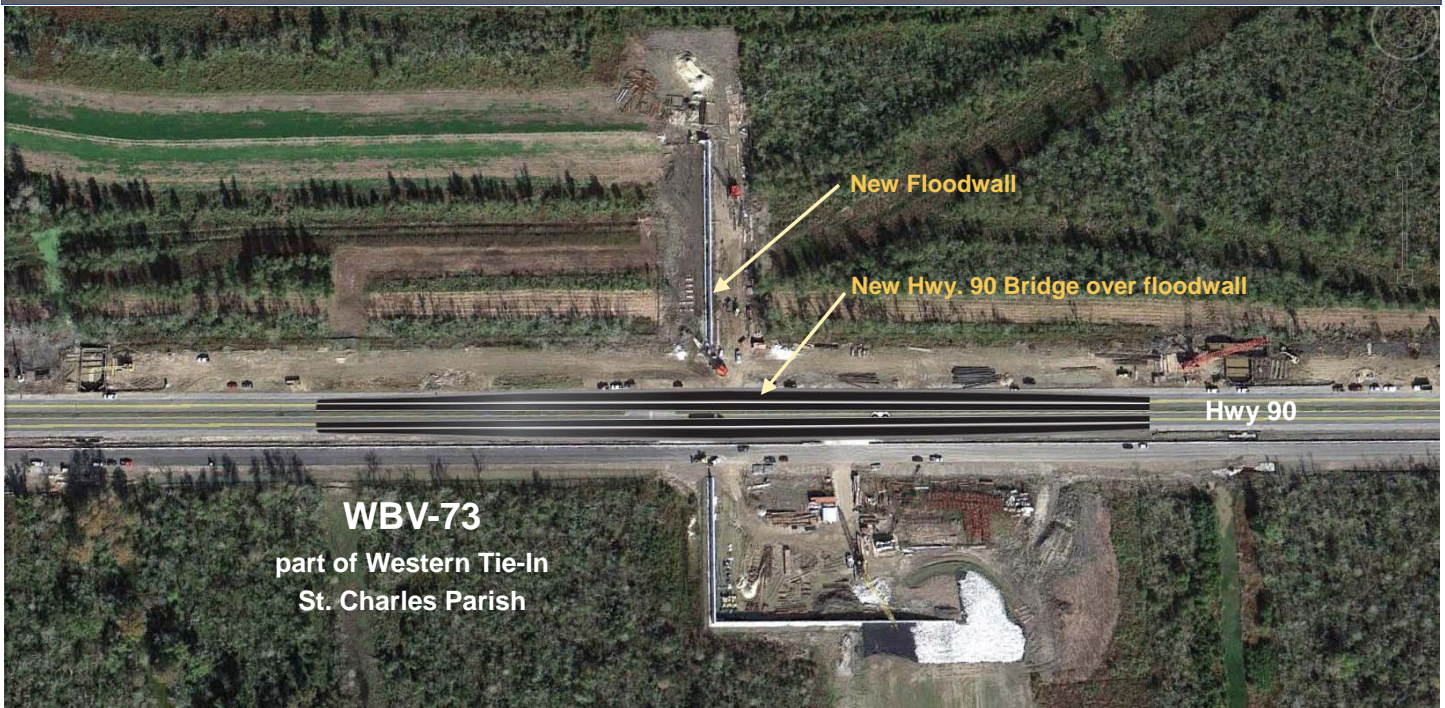 New Floodwall
New Hwy. 90 Bridge over floodwall
Hwy 90
WBV-73
part of Western Tie-In
St. Charles Parish